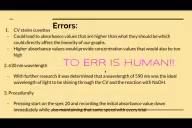 Errors:
1. CV stains cuvettes
- Could lead to absorbance values that are higher than what they should be which
could directly affect the linearity of our graphs.
- Higher absorbance values would provide concentration values that would also be too
high
TO ERR IS HUMAN!!
2. 600 nm wavelength
- With further research it was determined that a wavelength of 590 nm was the ideal
wavelength of light to be shining through the CV and the reaction with NaOH.
3. Procedurally
- Pressing start on the spec 20 and recording the initial absorbance value down
immediately while also maintaining that same speed with every trial